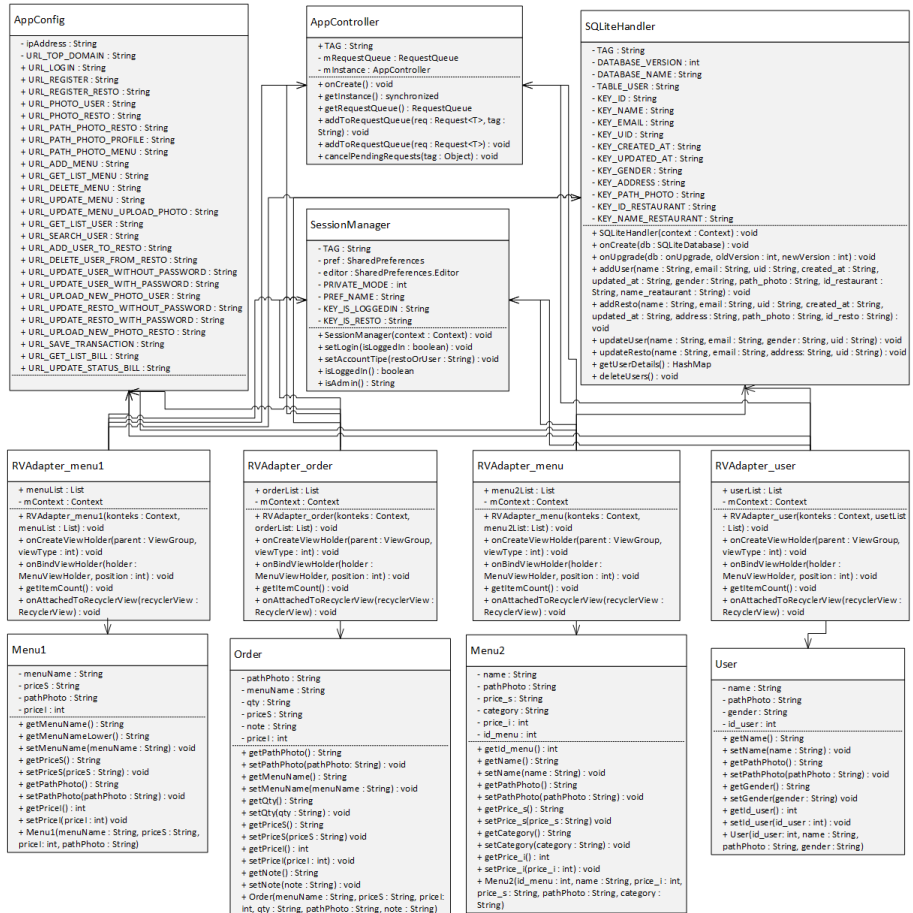 AppConfig
- ipAddress : String
- URL_TOP_DOMAIN : String
+ URL_LOGIN : String
+ URL_REGISTER : String
+ URL_REGISTER_RESTO : String
+ URL_PHOTO_USER : String
+ URL_PHOTO_RESTO : String
+ URL_PATH_PHOTO_RESTO : String
+ URL_PATH_PHOTO_PROFILE : String
+ URL_PATH_PHOTO_MENU : String
+ URL_ADD_MENU : String
+ URL_GET_LIST_MENU : String
+ URL_DELETE_MENU : String
+ URL_UPDATE_MENU : String
+ URL_UPDATE_MENU_UPLOAD_PHOTO : String
+ URL_GET_LIST_USER : String
+ URL_SEARCH_USER : String
+ URL_ADD_USER_TO_RESTO : String
+ URL_DELETE_USER_FROM_RESTO : String
+ URL_UPDATE_USER_WITHOUT_PASSWORD : String
+ URL_UPDATE_USER_WITH_PASSWORD : String
+ URL_UPLOAD_NEW_PHOTO_USER : String
+ URL_UPDATE_RESTO_WITHOUT_PASSWORD : String
+ URL_UPDATE_RESTO_WITH_PASSWORD : String
+ URL_UPLOAD_NEW_PHOTO_RESTO : String
+ URL_SAVE_TRANSACTION : String
+ URL_GET_LIST_BILL : String
+ URL_UPDATE_STATUS_BILL : String
AppController
+ TAG : String
- mRequestQueue : RequestQueue
- mInstance : AppController
+ onCreate() : void
+ getInstance() : synchronized
+ getRequestQueue() : RequestQueue
+ addToRequestQueue(req : Request<T>, tag :
String) : void
+ addToRequestQueue(req : Request<T>) : void
+ cancelPendingRequests(tag : Object) : void
SQLiteHandler
- TAG : String
- DATABASE_VERSION : int
- DATABASE_NAME : String
- TABLE_USER : String
- KEY_ID : String
- KEY_NAME : String
- KEY_EMAIL : String
- KEY_UID : String
- KEY_CREATED_AT : String
- KEY_UPDATED_AT : String
- KEY_GENDER : String
- KEY_ADDRESS : String
- KEY_PATH_PHOTO : String
- KEY_ID_RESTAURANT : String
- KEY_NAME_RESTAURANT : String
+ SQLiteHandler(context : Context) : void
+ onCreate(db : SQLiteDatabase) : void
+ onUpgrade(db : onUpgrade, oldVersion : int, newVersion : int) : void
+ addUser(name : String, email : String, uid : String, created_at : String,
updated_at : String, gender : String, path_photo : String, id_restaurant :
String, name_reataurant : String) : void
+ addResto(name : String, email : String, uid : String, created_at : String,
updated_at : String, address : String, path_photo : String, id_resto : String) :
void
+ updateUser(name : String, email : String, gender : String, uid : String) : void
+ updateResto(name : String, email : String, address: String, uid : String) : void
+ getUserDetails() : HashMap
+ deleteUsers() : void
SessionManager
- TAG : String
- pref : SharedPreferences
- editor : SharedPreferences.Editor
- PRIVATE_MODE : int
- PREF_NAME : String
- KEY_IS_LOGGEDIN : String
- KEY_IS_RESTO : String
+ SessionManager(context : Context) : void
+ setLogin(isLoggedIn : boolean) : void
+ setAccountTipe(restoOrUser : String) : void
+ isLoggedIn() : boolean
+ isAdmin() : String
RVAdapter_menu1
+ menuList : List
- mContext : Context
+ RVAdapter_menu1(konteks : Context,
menuList : List) : void
+ onCreateViewHolder(parent : ViewGroup,
viewType : int) : void
+ onBindViewHolder(holder :
MenuViewHolder, position : int) : void
+ getItemCount() : void
+ onAttachedToRecyclerView(recyclerView :
RecyclerView) : void
RVAdapter_order
+ orderList : List
- mContext : Context
+ RVAdapter_order(konteks : Context,
orderList: List) : void
+ onCreateViewHolder(parent : ViewGroup,
viewType : int) : void
+ onBindViewHolder(holder :
MenuViewHolder, position : int) : void
+ getItemCount() : void
+ onAttachedToRecyclerView(recyclerView :
RecyclerView) : void
RVAdapter_menu
+ menu2List : List
- mContext : Context
+ RVAdapter_menu(konteks : Context,
menu2List: List) : void
+ onCreateViewHolder(parent : ViewGroup,
viewType : int) : void
+ onBindViewHolder(holder :
MenuViewHolder, position : int) : void
+ getItemCount() : void
+ onAttachedToRecyclerView(recyclerView :
RecyclerView) : void
RVAdapter_user
+ userList : List
- mContext : Context
+ RVAdapter_user(konteks : Context, usetList
: List) : void
+ onCreateViewHolder(parent : ViewGroup,
viewType : int) : void
+ onBindViewHolder(holder :
MenuViewHolder, position : int) : void
+ getItemCount() : void
+ onAttachedToRecyclerView(recyclerView :
RecyclerView) : void
Menu1
- menuName : String
- priceS : String
- pathPhoto : String
- priceI : int
+ getMenuName() : String
+ getMenuNameLower() : String
+ setMenuName(menuName : String) : void
+ getPriceS() : String
+ setPriceS(priceS : String) : void
+ getPathPhoto() : String
+ setPathPhoto(pathPhoto : String) : void
+ getPriceI() : int
+ setPriceI(priceI : int) : void
+ Menu1(menuName : String, priceS : String,
priceI: int, pathPhoto : String)
Order
- pathPhoto : String
- menuName : String
- qty : String
- priceS : String
- note : String
- priceI : int
+ getPathPhoto() : String
+ setPathPhoto(pathPhoto: String) : void
+ getMenuName() : String
+ setMenuName(menuName : String) : void
+ getQty() : String
+ setQty(qty : String) : void
+ getPriceS() : String
+ setPriceS(priceS : String) : void
+ getPriceI() : int
+ setPriceI(priceI : int) : void
+ getNote() : String
+ setNote(note : String) : void
+ Order(menuName : String, priceS : String, priceI:
int, qty : String, pathPhoto : String, note : String)
Menu2
- name : String
- pathPhoto : String
- price_s : String
- category : String
- price_i : int
- id_menu : int
+ getId_menu() : int
+ getName() : String
+ setName(name : String) : void
+ getPathPhoto() : String
+ setPathPhoto(pathPhoto : String) : void
+ getPrice_s() : String
+ setPrice_s(price_s : String) : void
+ getCategory() : String
+ setCategory(category : String) : void
+ getPrice_i() : int
+ setPrice_i(price_i : int) : void
+ Menu2(id_menu : int, name : String, price_i : int,
price_s : String, pathPhoto : String, category :
String)
User
- name : String
- pathPhoto : String
- gender : String
- id_user : int
+ getName() : String
+ setName(name : String) : void
+ getPathPhoto() : String
+ setPathPhoto(pathPhoto : String) : void
+ getGender() : String
+ setGender(gender : String) void
+ getId_user() : int
+ setId_user(id_user : int) : void
+ User(id_user: int, name : String,
pathPhoto : String, gender : String)